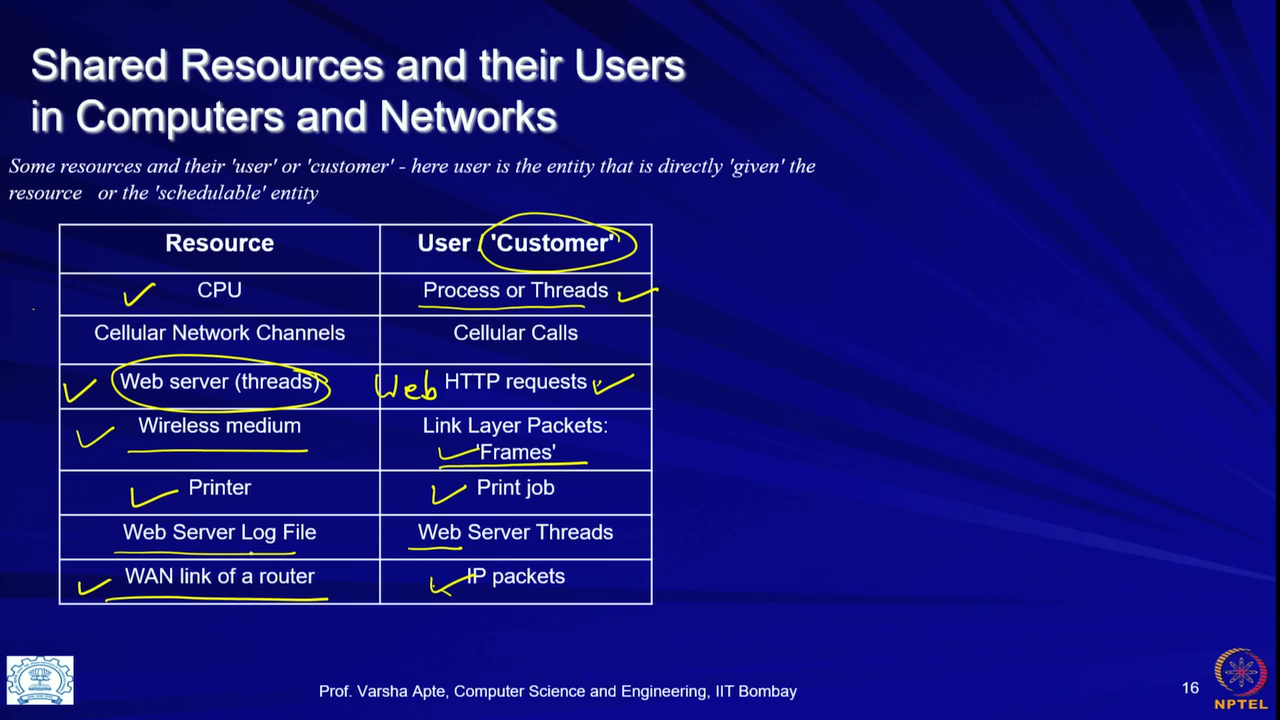 Shared Resources and their Users
in Computers and Networks
Some resources and their 'user' or 'customer' - here user is the entity that is directly 'given' the
resource or the 'schedulable' entity
Resource
User / 'Customer'
CPU
Process or Threads
Cellular Network Channels
Cellular Calls
Web server (threads)
Web HTTP requests
Wireless medium
Link Layer Packets:
'Frames'
Printer
Print job
Web Server Log File
Web Server Threads
WAN link of a router
IP packets
Prof. Varsha Apte, Computer Science and Engineering, IIT Bombay
16
NPTEL